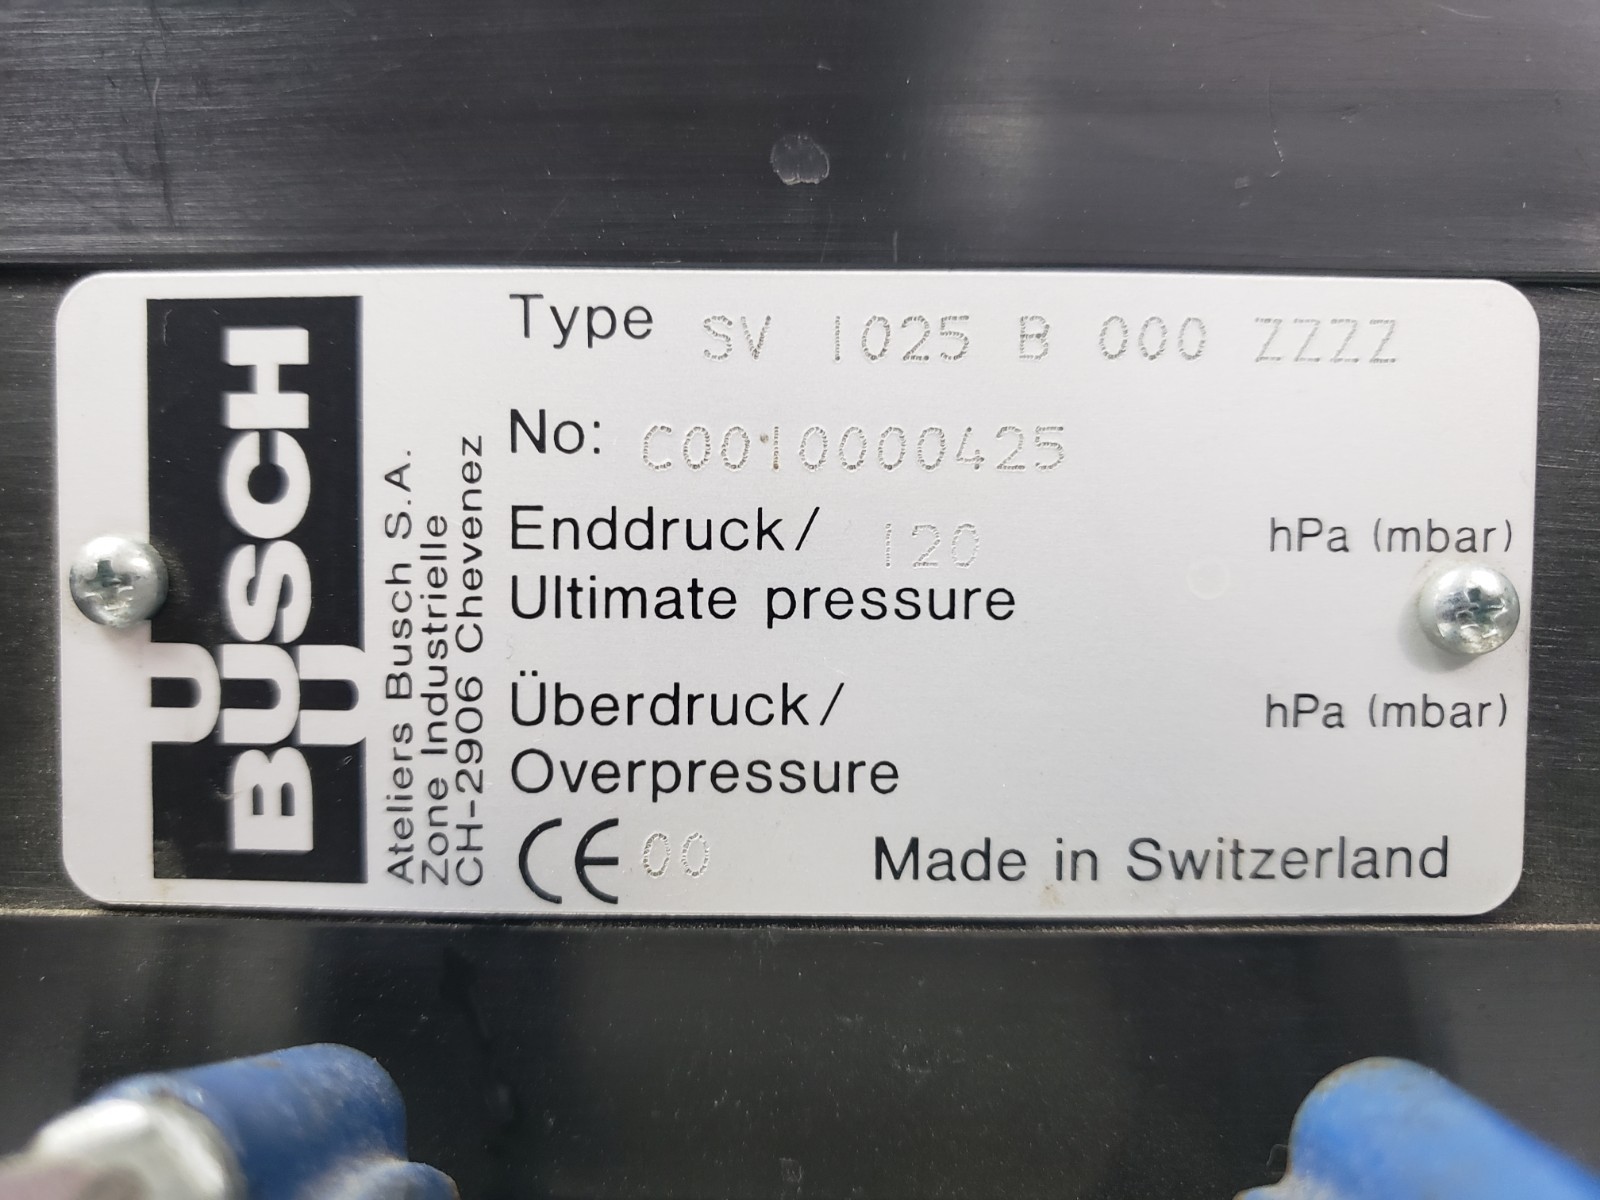 BUSCH
Ateliers Busch S.A.
Zone Industrielle
CH-2906 Chevenez
Type SV 1025 B 000 ZZZZ
No: C0010000425
Enddruck/ 120 hPa (mbar)
Ultimate pressure
Überdruck/ hPa (mbar)
Overpressure
CE 00 Made in Switzerland